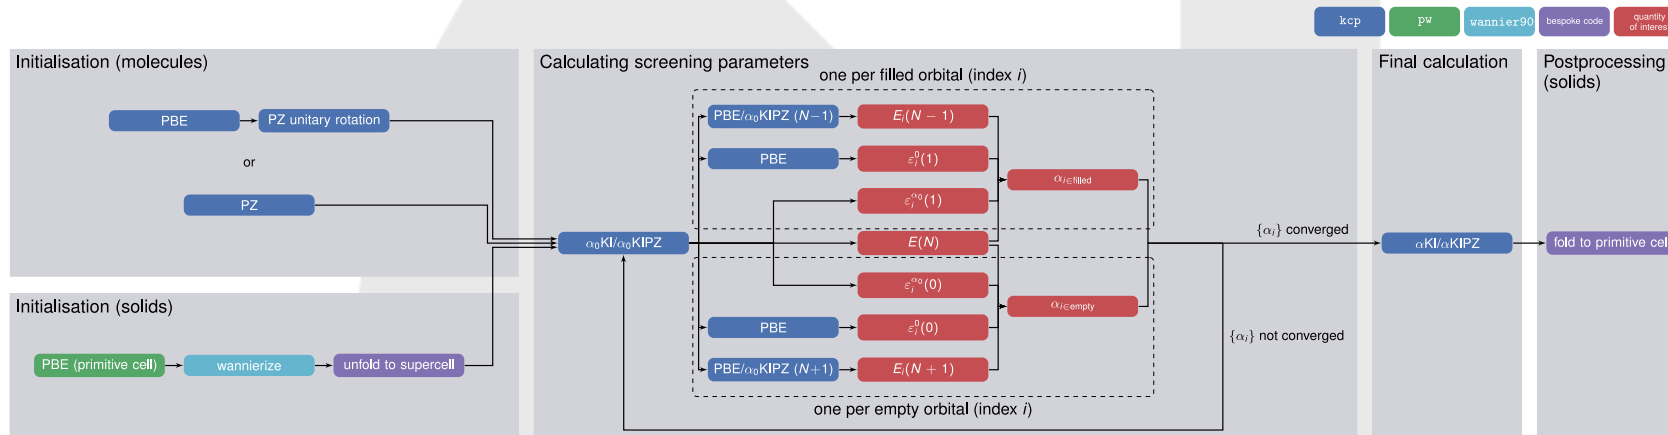 kcp
pw
wannier90
bespoke code
quantity
of interest
Initialisation (molecules)
PBE
PZ unitary rotation
or
PZ
Initialisation (solids)
PBE (primitive cell)
wannierize
unfold to supercell
Calculating screening parameters
one per filled orbital (index i)
PBE/α₀KIPZ (N−1)
Eᵢ(N − 1)
PBE
εᵢ⁰(1)
α_{i∈filled}
εᵢ^{α₀}(1)
α₀KI/α₀KIPZ
E(N)
εᵢ^{α₀}(0)
α_{i∈empty}
PBE
εᵢ⁰(0)
PBE/α₀KIPZ (N+1)
Eᵢ(N + 1)
one per empty orbital (index i)
{αᵢ} converged
{αᵢ} not converged
Final calculation
αKI/αKIPZ
Postprocessing
(solids)
fold to primitive cell